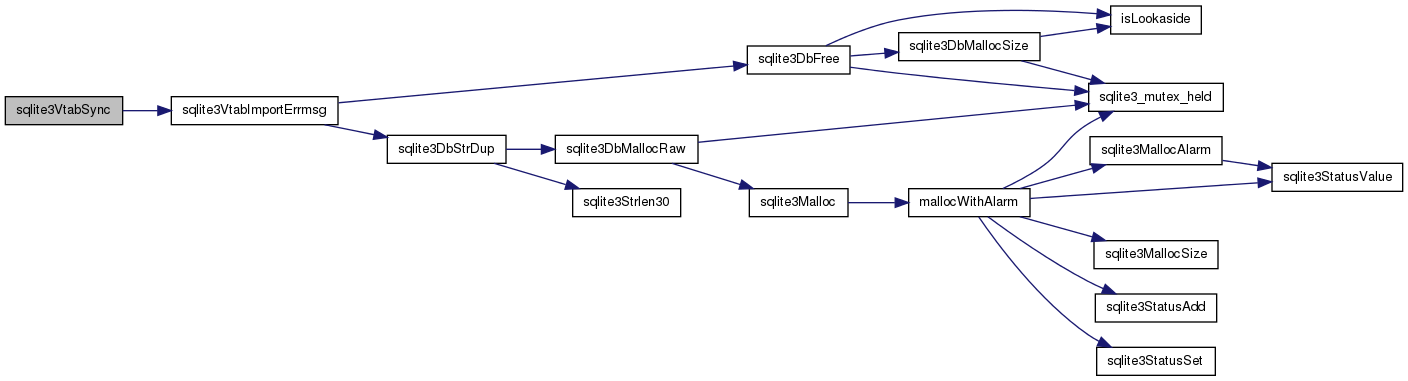 sqlite3VtabSync
sqlite3VtabImportErrmsg
sqlite3DbFree
sqlite3DbStrDup
sqlite3DbMallocSize
isLookaside
sqlite3_mutex_held
sqlite3DbMallocRaw
sqlite3Strlen30
sqlite3Malloc
mallocWithAlarm
sqlite3MallocAlarm
sqlite3StatusValue
sqlite3MallocSize
sqlite3StatusAdd
sqlite3StatusSet